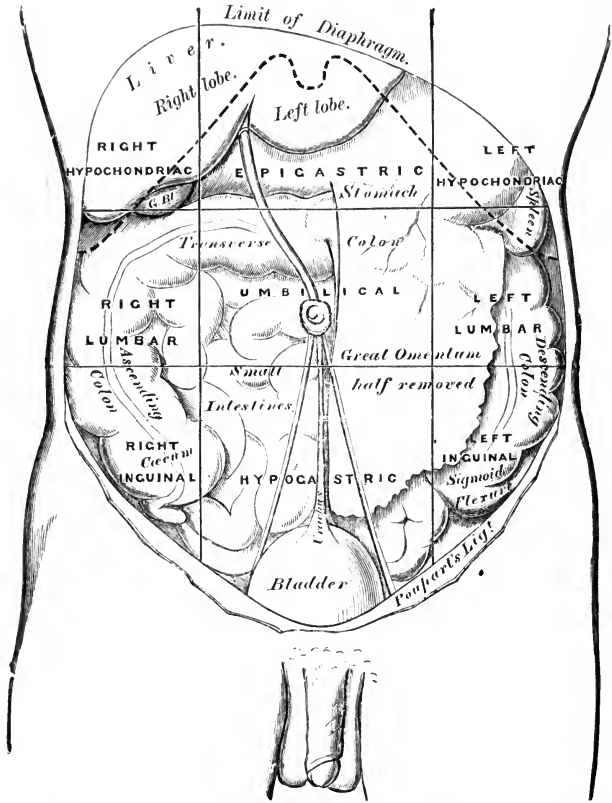 Limit of Diaphragm.
Liver.
Right lobe.
Left lobe.
RIGHT
HYPOCHONDRIAC
EPIGASTRIC
LEFT
HYPOCHONDRIAC
G. Bl
Stomach
Spleen
Transverse Colon
UMBILICAL
RIGHT
LUMBAR
LEFT
LUMBAR
Ascending
Colon
Descending
Colon
Great Omentum
half removed
Small
Intestines
RIGHT
INGUINAL
Cæcum
HYPOGASTRIC
LEFT
INGUINAL
Sigmoid
flexure
Urachus
Bladder
Poupart's Ligt